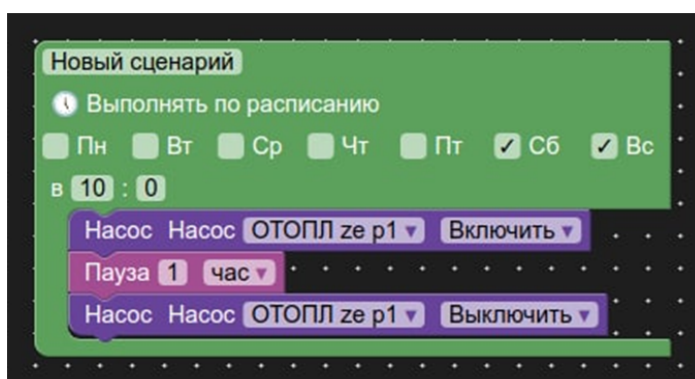 Новый сценарий
Выполнять по расписанию
Пн Вт Ср Чт Пт Сб Вс
в 10 : 0
Насос Насос ОТОПЛ ze p1 Включить
Пауза 1 час
Насос Насос ОТОПЛ ze p1 Выключить